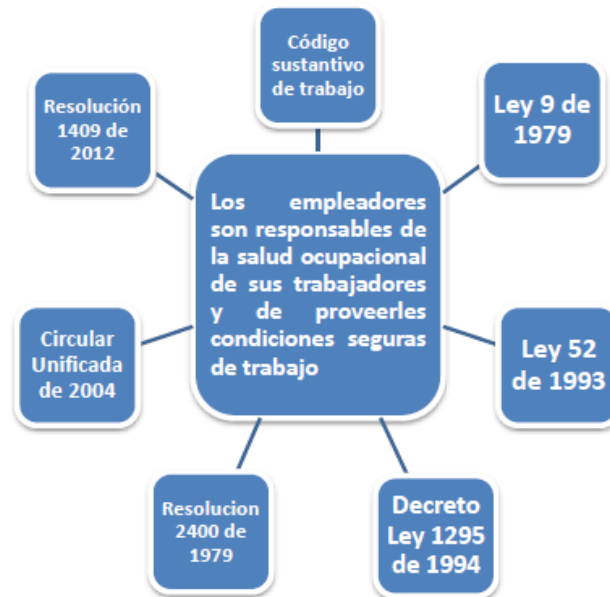 Código
sustantivo
de trabajo
Ley 9 de
1979
Ley 52
de 1993
Decreto
Ley 1295
de 1994
Resolucion
2400 de
1979
Circular
Unificada
de 2004
Resolución
1409 de
2012
Los empleadores
son responsables de
la salud ocupacional
de sus trabajadores
y de proveerles
condiciones seguras
de trabajo